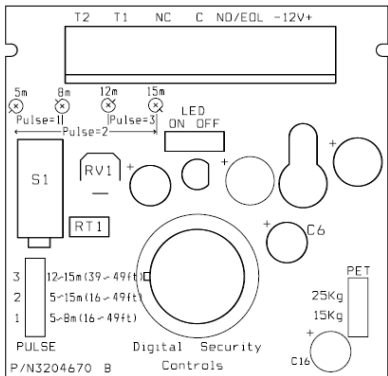 T2 T1 NC C NO/EOL -12V+
5m 8m 12m 15m
Pulse=1 Pulse=3
Pulse=2
LED
ON OFF
S1
RV1
RT1
C6
3 12~15m(39~49ft)
2 5~15m(16~49ft)
1 5~8m(16~49ft)
PULSE
PET
25Kg
15Kg
Digital Security
Controls
C16
P/N3204670 B